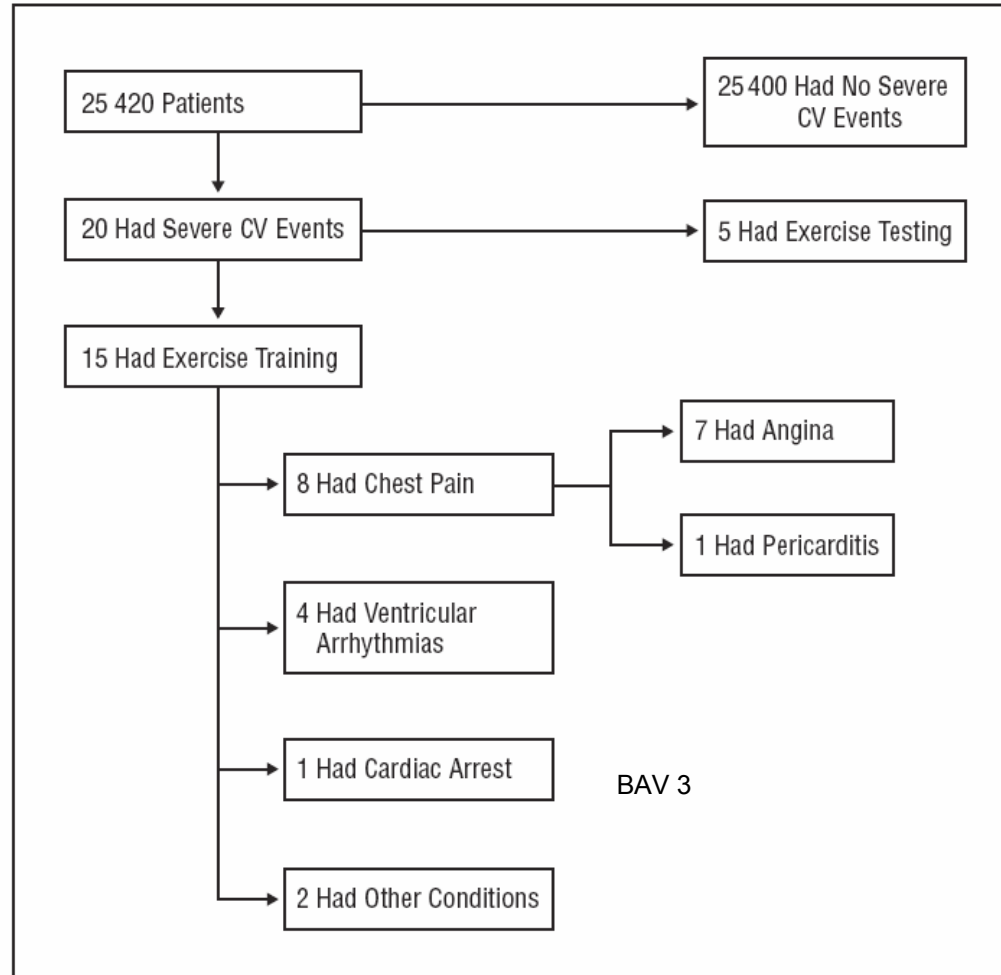 25 420 Patients
25 400 Had No Severe
CV Events
20 Had Severe CV Events
5 Had Exercise Testing
15 Had Exercise Training
7 Had Angina
8 Had Chest Pain
1 Had Pericarditis
4 Had Ventricular
Arrhythmias
1 Had Cardiac Arrest
BAV 3
2 Had Other Conditions